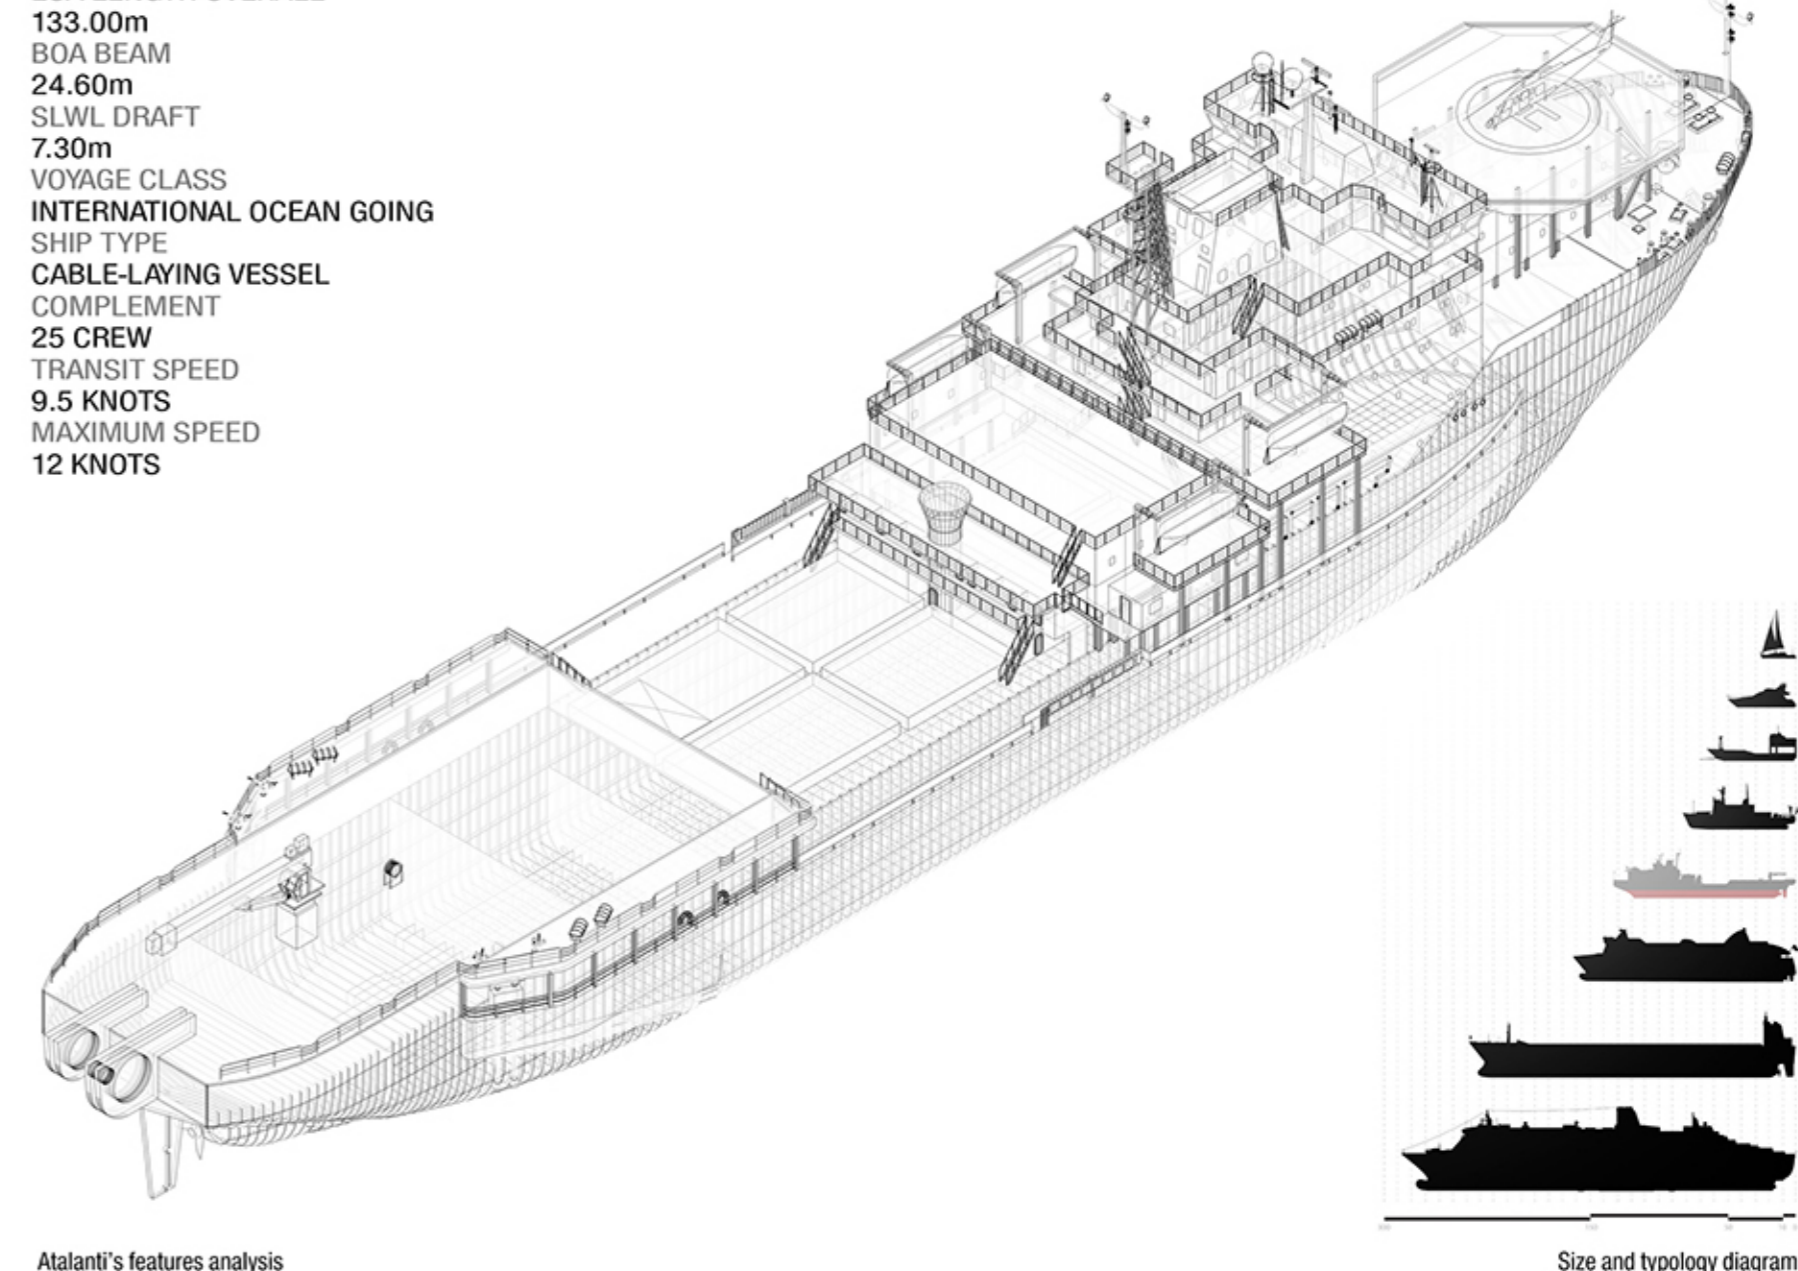 133.00m
BOA BEAM
24.60m
SLWL DRAFT
7.30m
VOYAGE CLASS
INTERNATIONAL OCEAN GOING
SHIP TYPE
CABLE-LAYING VESSEL
COMPLEMENT
25 CREW
TRANSIT SPEED
9.5 KNOTS
MAXIMUM SPEED
12 KNOTS
H
Atalanti's features analysis
Size and typology diagram